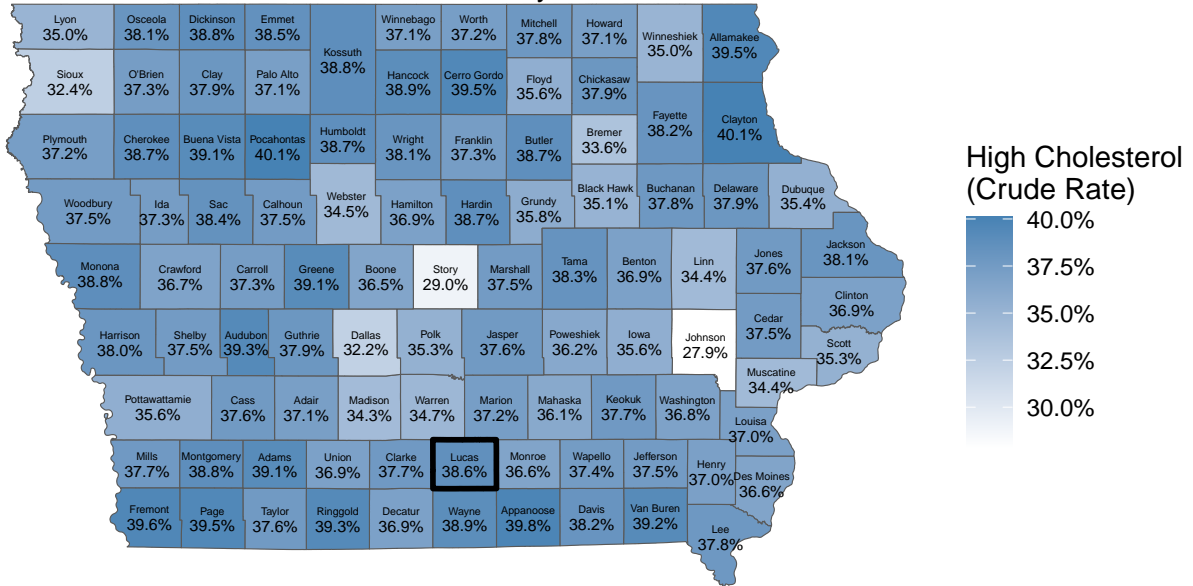 Lyon
35.0%
Osceola
38.1%
Dickinson
38.8%
Emmet
38.5%
Kossuth
38.8%
Winnebago
37.1%
Worth
37.2%
Mitchell
37.8%
Howard
37.1%
Winneshiek
35.0%
Allamakee
39.5%
Sioux
32.4%
O'Brien
37.3%
Clay
37.9%
Palo Alto
37.1%
Hancock
38.9%
Cerro Gordo
39.5%
Floyd
35.6%
Chickasaw
37.9%
Fayette
38.2%
Clayton
40.1%
Plymouth
37.2%
Cherokee
38.7%
Buena Vista
39.1%
Pocahontas
40.1%
Humboldt
38.7%
Wright
38.1%
Franklin
37.3%
Butler
38.7%
Bremer
33.6%
Woodbury
37.5%
Ida
37.3%
Sac
38.4%
Calhoun
37.5%
Webster
34.5%
Hamilton
36.9%
Hardin
38.7%
Grundy
35.8%
Black Hawk
35.1%
Buchanan
37.8%
Delaware
37.9%
Dubuque
35.4%
Monona
38.8%
Crawford
36.7%
Carroll
37.3%
Greene
39.1%
Boone
36.5%
Story
29.0%
Marshall
37.5%
Tama
38.3%
Benton
36.9%
Linn
34.4%
Jones
37.6%
Jackson
38.1%
Clinton
36.9%
Harrison
38.0%
Shelby
37.5%
Audubon
39.3%
Guthrie
37.9%
Dallas
32.2%
Polk
35.3%
Jasper
37.6%
Poweshiek
36.2%
Iowa
35.6%
Johnson
27.9%
Cedar
37.5%
Scott
35.3%
Muscatine
34.4%
Pottawattamie
35.6%
Cass
37.6%
Adair
37.1%
Madison
34.3%
Warren
34.7%
Marion
37.2%
Mahaska
36.1%
Keokuk
37.7%
Washington
36.8%
Louisa
37.0%
Mills
37.7%
Montgomery
38.8%
Adams
39.1%
Union
36.9%
Clarke
37.7%
Lucas
38.6%
Monroe
36.6%
Wapello
37.4%
Jefferson
37.5%
Henry
37.0%
Des Moines
36.6%
Fremont
39.6%
Page
39.5%
Taylor
37.6%
Ringgold
39.3%
Decatur
36.9%
Wayne
38.9%
Appanoose
39.8%
Davis
38.2%
Van Buren
39.2%
Lee
37.8%
High Cholesterol
(Crude Rate)
40.0%
37.5%
35.0%
32.5%
30.0%